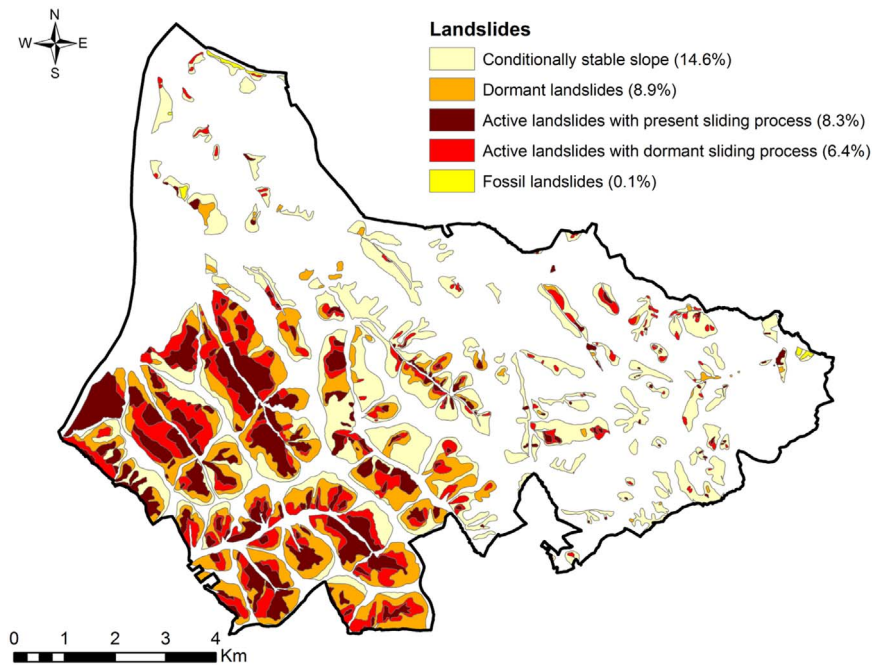 N
W E
S
Landslides
Conditionally stable slope (14.6%)
Dormant landslides (8.9%)
Active landslides with present sliding process (8.3%)
Active landslides with dormant sliding process (6.4%)
Fossil landslides (0.1%)
0 1 2 3 4
Km